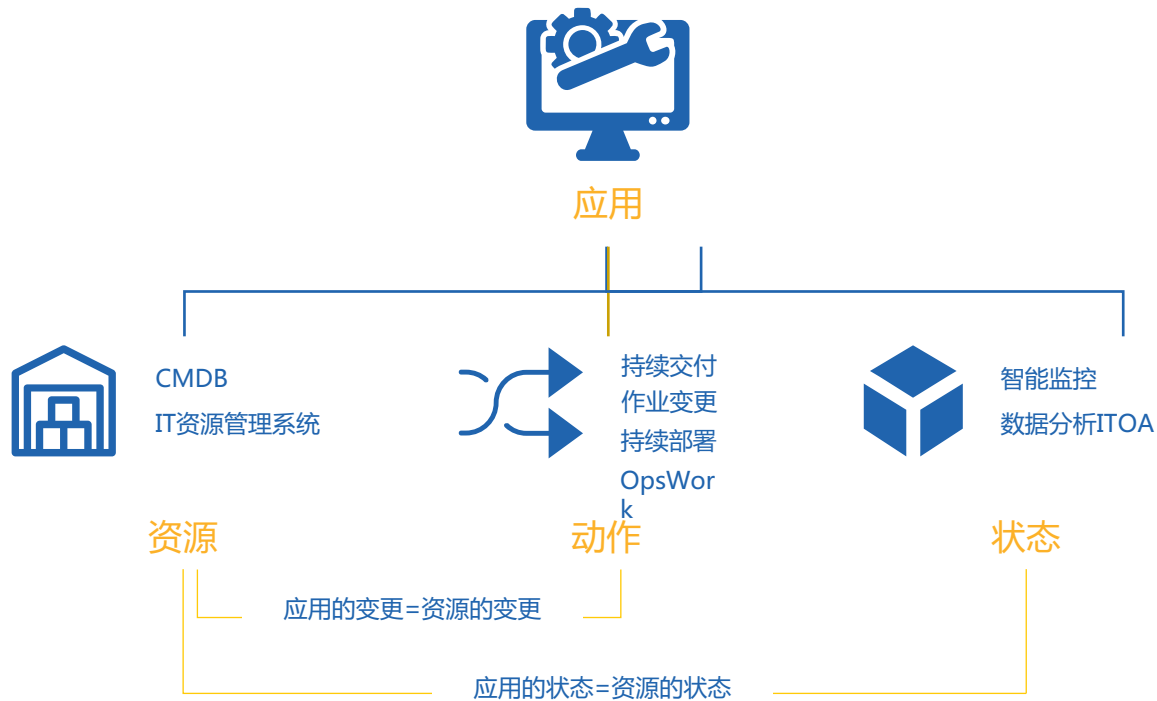 应用
CMDB
IT资源管理系统
持续交付
作业变更
持续部署
OpsWor
k
智能监控
数据分析ITOA
资源
动作
状态
应用的变更=资源的变更
应用的状态=资源的状态